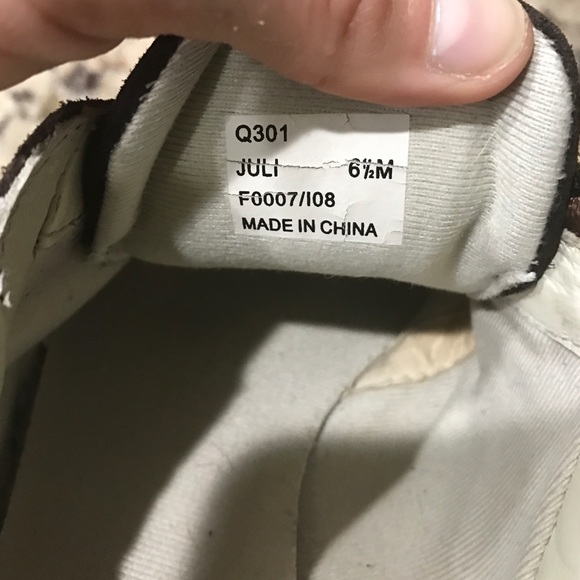 Q301
JULI 6½M
F0007/I08
MADE IN CHINA